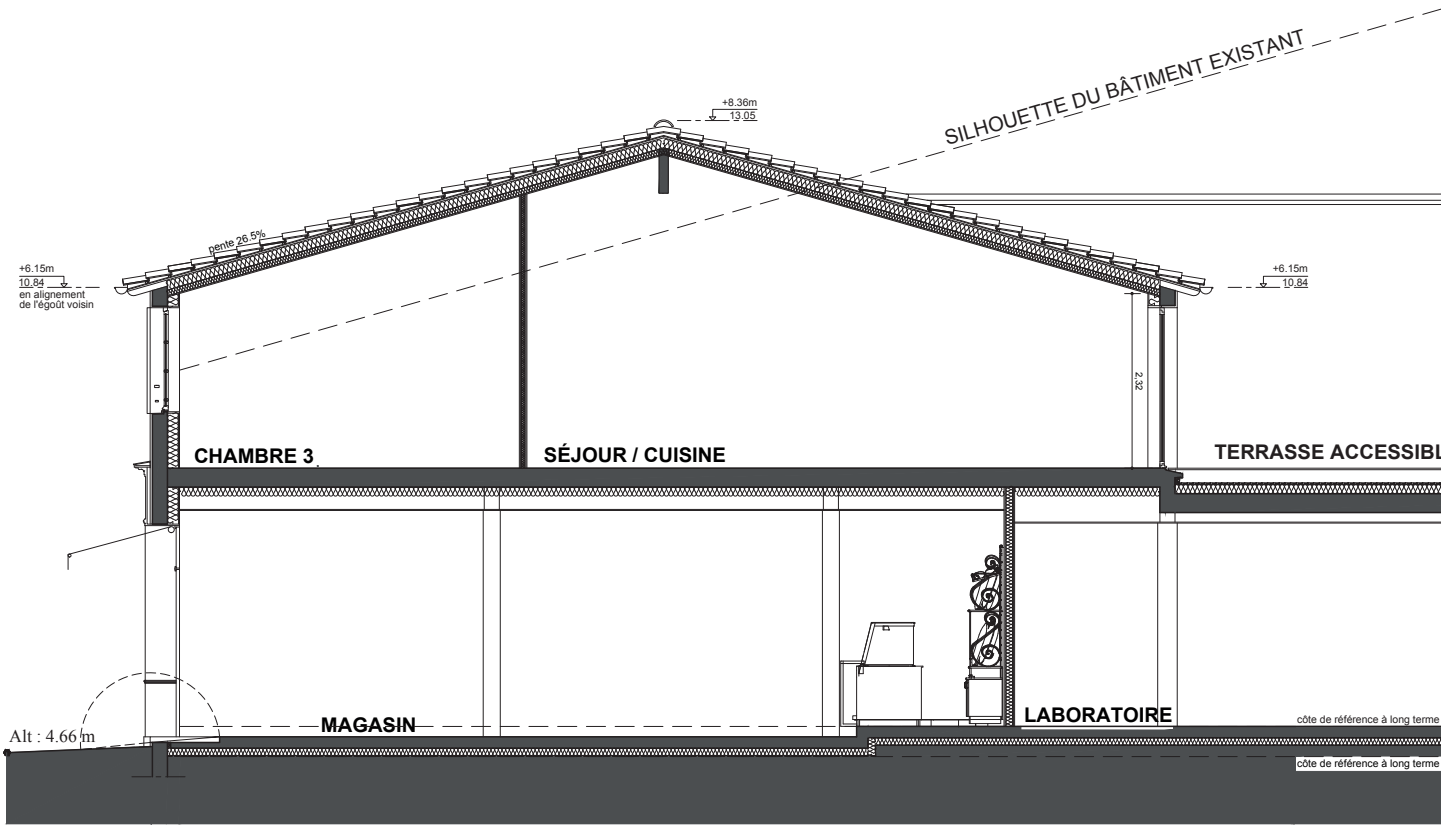 SILHOUETTE DU BÂTIMENT EXISTANT
+8.36m
13.05
pente 26.5%
+6.15m
10.84
en alignement
de l'égoût voisin
+6.15m
10.84
2,32
CHAMBRE 3
SÉJOUR / CUISINE
TERRASSE ACCESSIBL
MAGASIN
LABORATOIRE
côte de référence à long terme
Alt : 4.66 m
côte de référence à long terme